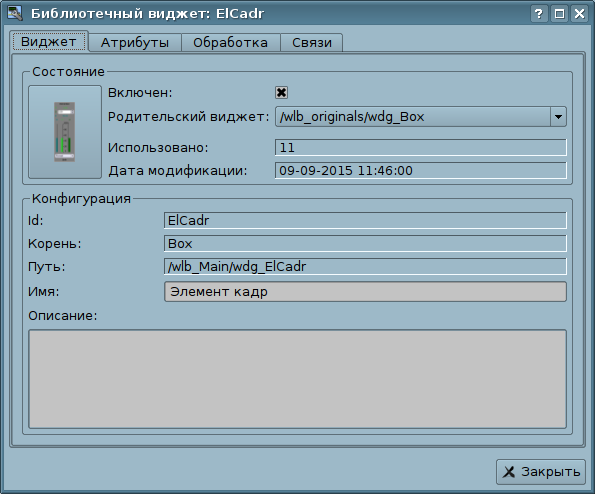 Библиотечный виджет: ElCadr
Виджет Атрибуты Обработка Связи
Состояние
Включен:
Родительский виджет: /wlb_originals/wdg_Box
Использовано: 11
Дата модификации: 09-09-2015 11:46:00
Конфигурация
Id: ElCadr
Корень: Box
Путь: /wlb_Main/wdg_ElCadr
Имя: Элемент кадр
Описание:
Закрыть